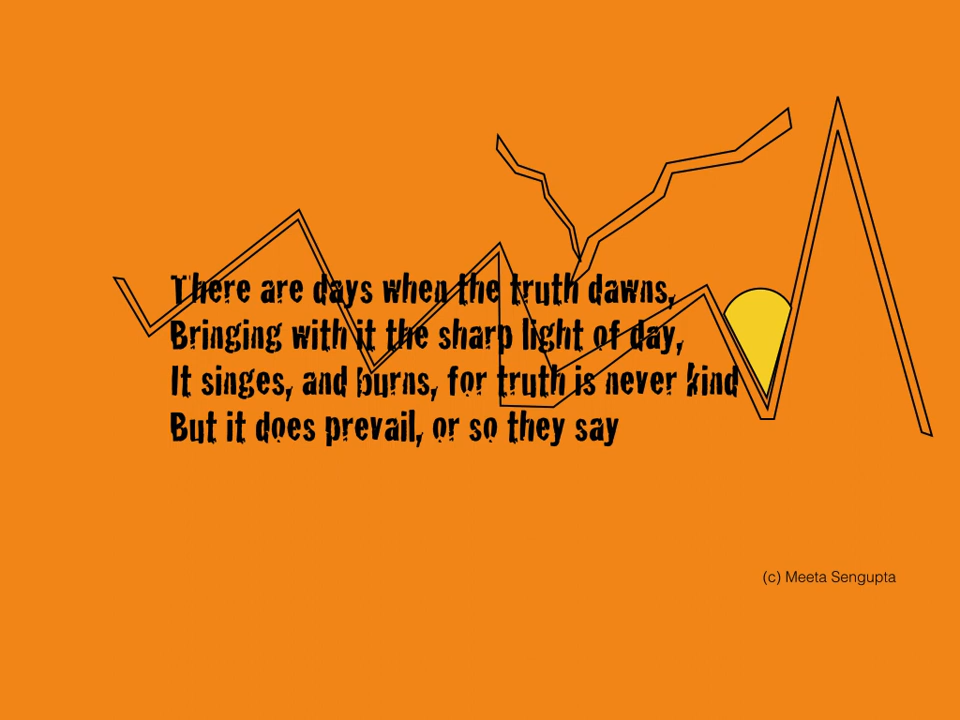 There are days when the truth dawns,
Bringing with it the sharp light of day,
It singes, and burns, for truth is never kind
But it does prevail, or so they say
(c) Meeta Sengupta